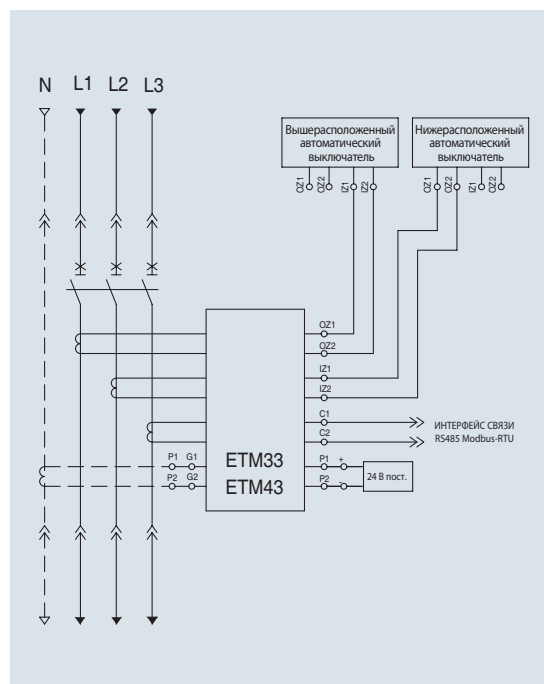 N L1 L2 L3
Вышерасположенный
автоматический
выключатель
Нижерасположенный
автоматический
выключатель
OZ1 OZ2 IZ1 IZ2
OZ1 OZ2 IZ1 OZ2
OZ1
OZ2
IZ1
IZ2
C1
C2
ИНТЕРФЕЙС СВЯЗИ
RS485 Modbus-RTU
P1 G1
P2 G2
ETM33
ETM43
P1 +
P2 -
24 В пост.